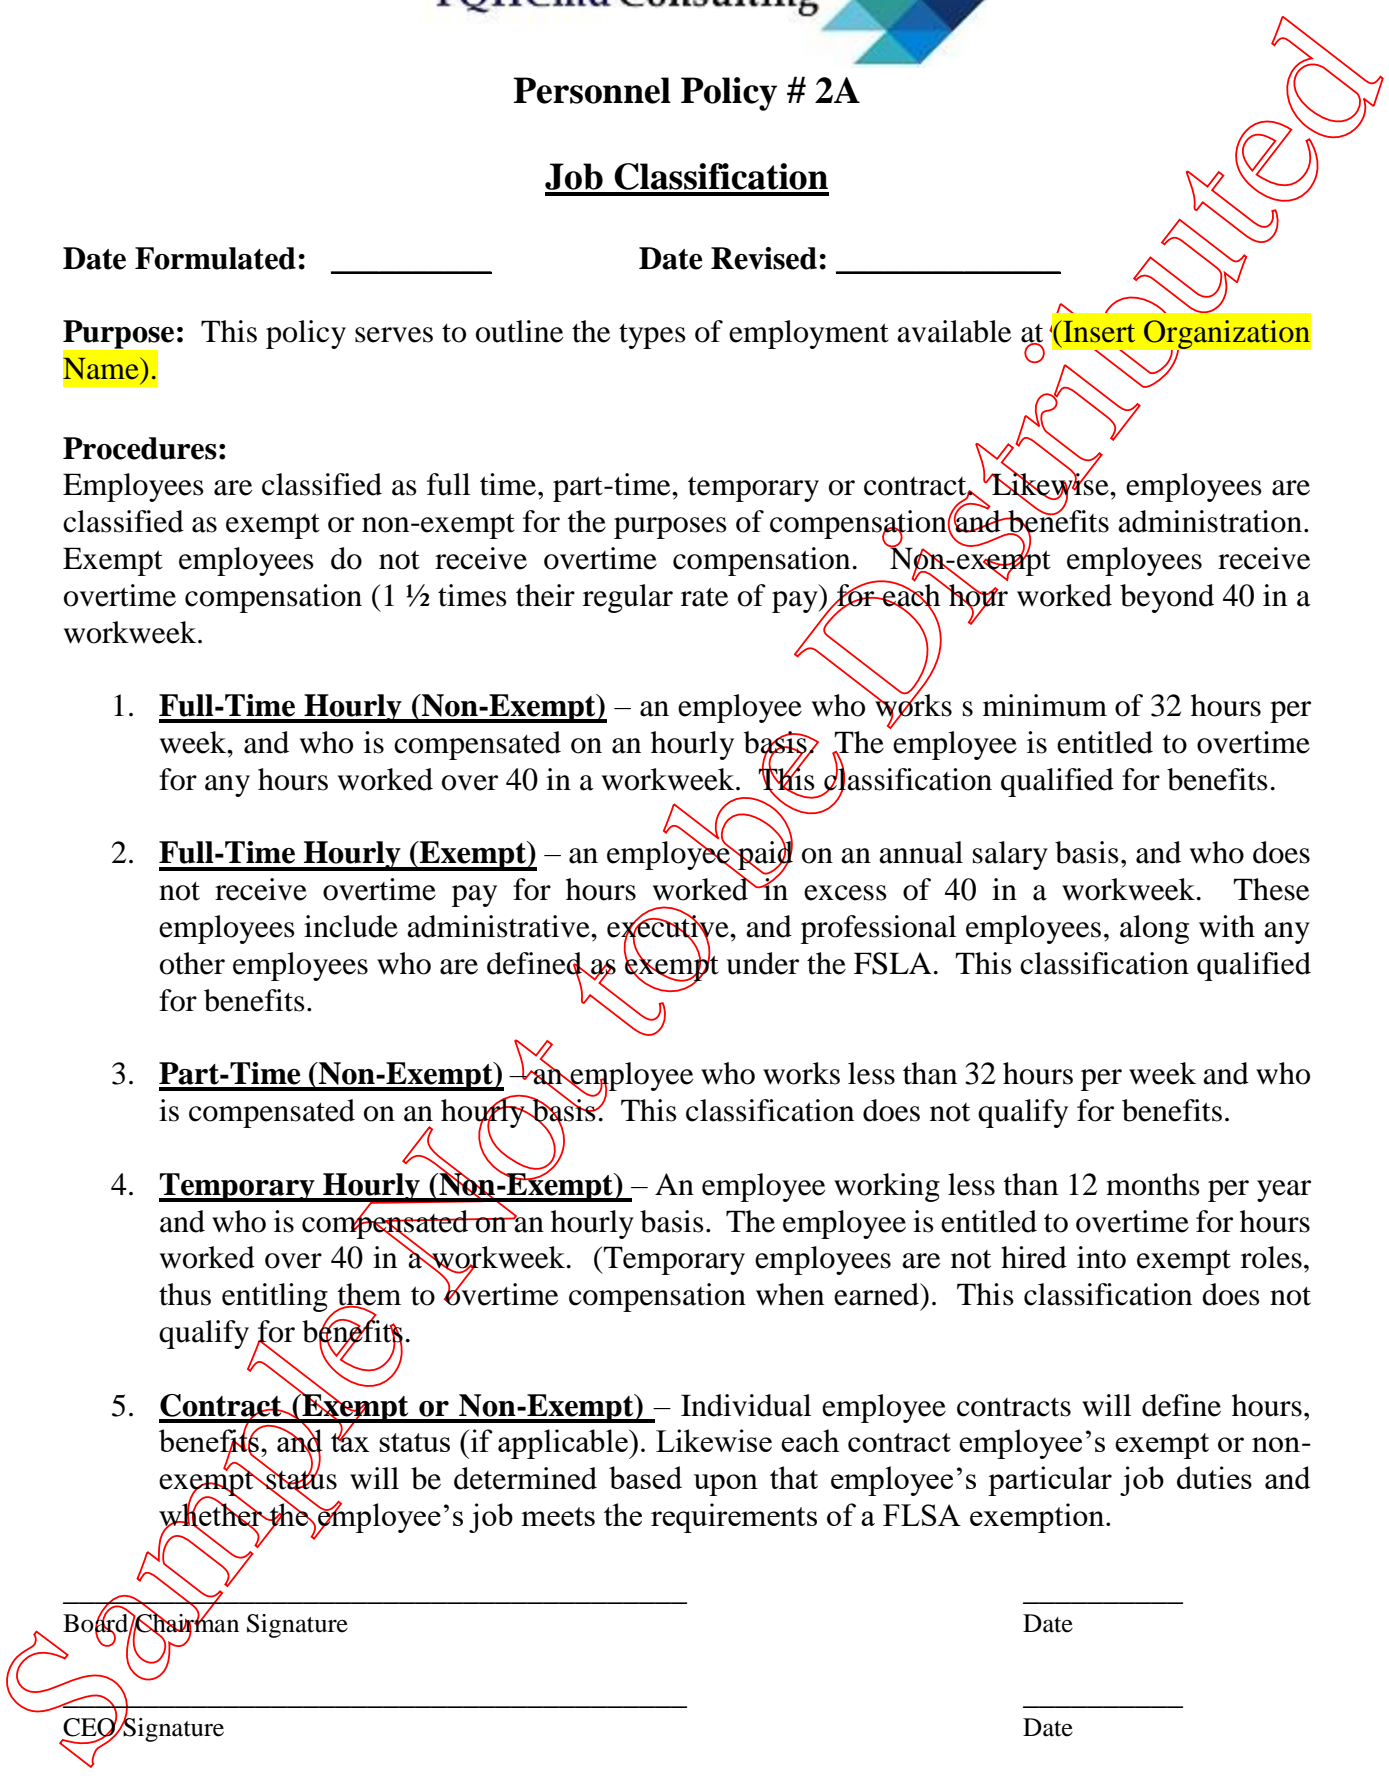 Consulting
Personnel Policy # 2A
Job Classification
Date Formulated: __________ Date Revised: ______________
Purpose: This policy serves to outline the types of employment available at (Insert Organization
Name).
Procedures:
Employees are classified as full time, part-time, temporary or contract. Likewise, employees are
classified as exempt or non-exempt for the purposes of compensation and benefits administration.
Exempt employees do not receive overtime compensation. Non-exempt employees receive
overtime compensation (1 ½ times their regular rate of pay) for each hour worked beyond 40 in a
workweek.
1. Full-Time Hourly (Non-Exempt) – an employee who works s minimum of 32 hours per
week, and who is compensated on an hourly basis. The employee is entitled to overtime
for any hours worked over 40 in a workweek. This classification qualified for benefits.
2. Full-Time Hourly (Exempt) – an employee paid on an annual salary basis, and who does
not receive overtime pay for hours worked in excess of 40 in a workweek. These
employees include administrative, executive, and professional employees, along with any
other employees who are defined as exempt under the FSLA. This classification qualified
for benefits.
3. Part-Time (Non-Exempt) – an employee who works less than 32 hours per week and who
is compensated on an hourly basis. This classification does not qualify for benefits.
4. Temporary Hourly (Non-Exempt) – An employee working less than 12 months per year
and who is compensated on an hourly basis. The employee is entitled to overtime for hours
worked over 40 in a workweek. (Temporary employees are not hired into exempt roles,
thus entitling them to overtime compensation when earned). This classification does not
qualify for benefits.
5. Contract (Exempt or Non-Exempt) – Individual employee contracts will define hours,
benefits, and tax status (if applicable). Likewise each contract employee’s exempt or non-
exempt status will be determined based upon that employee’s particular job duties and
whether the employee’s job meets the requirements of a FLSA exemption.
Board Chairman Signature Date
CEO Signature Date
Sample Not to be Distributed